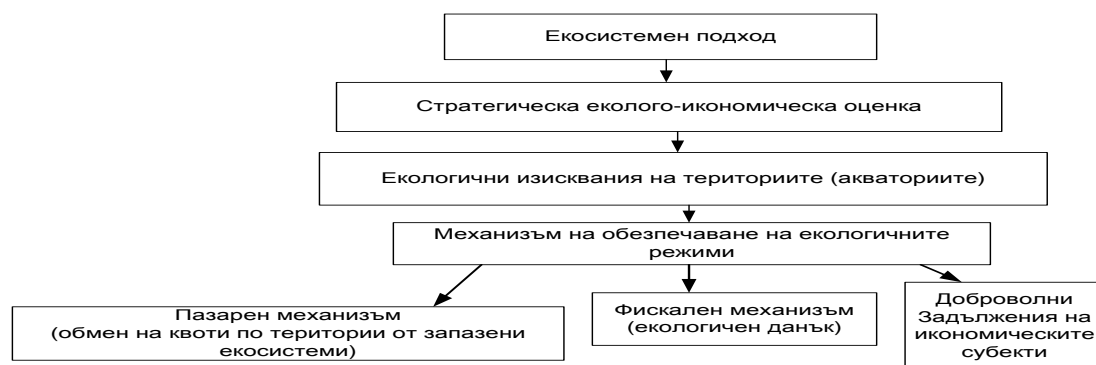 Екосистемен подход
Стратегическа еколого-икономическа оценка
Екологични изисквания на териториите (акваториите)
Механизъм на обезпечаване на екологичните
режими
Пазарен механизъм
(обмен на квоти по територии от запазени
екосистеми)
Фискален механизъм
(екологичен данък)
Доброволни
Задължения на
икономическите
субекти